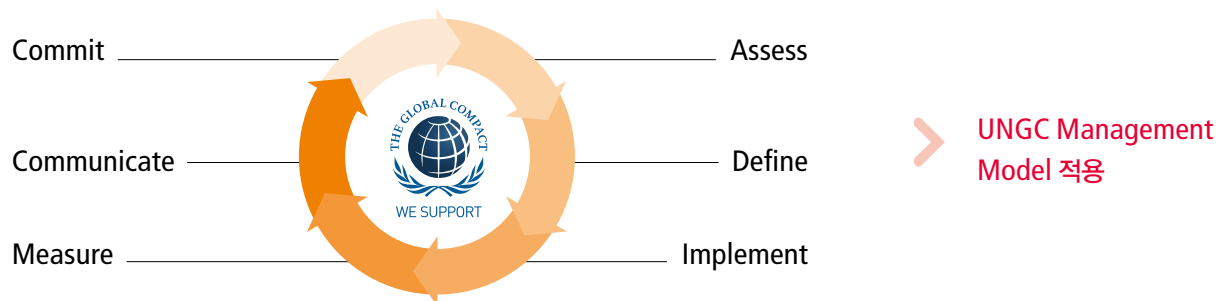 Commit
Assess
THE GLOBAL COMPACT
Communicate
Define
UNGC Management
Model 적용
WE SUPPORT
Measure
Implement